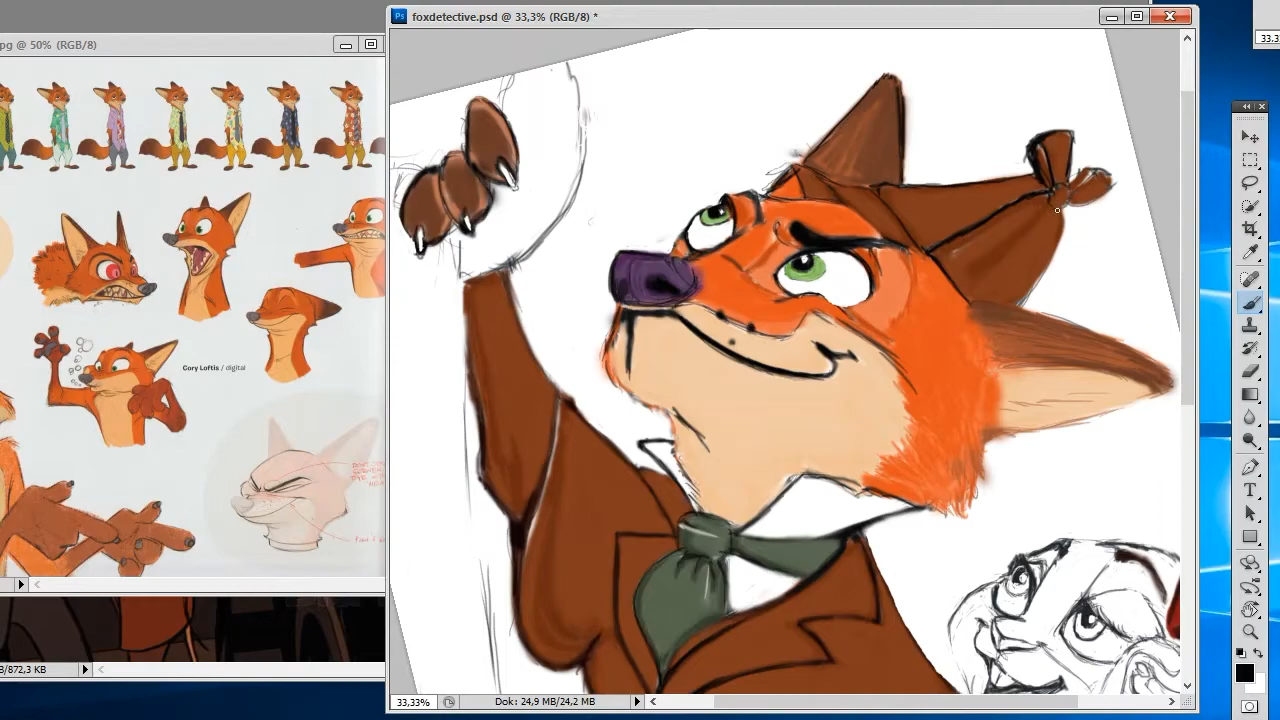 Ps foxdetective.psd @ 33,3% (RGB/8) *
pg @ 50% (RGB/8)
33.3
Cory Loftis / digital
B/872,3 KB
33,33%
Dok: 24,9 MB/24,2 MB
T